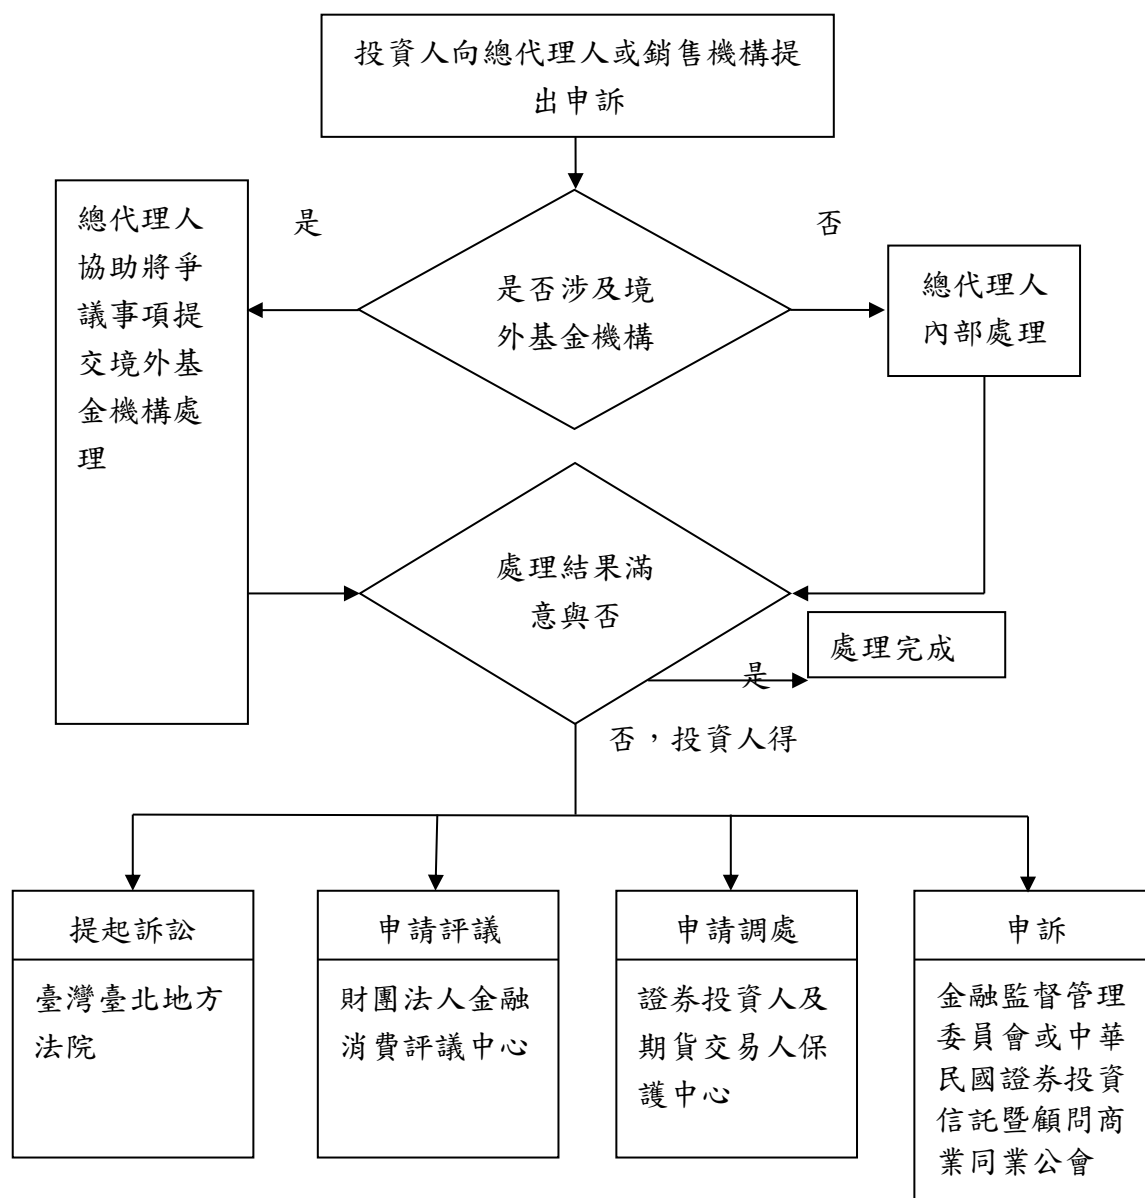 投資人向總代理人或銷售機構提
出申訴
總代理人
協助將爭
議事項提
交境外基
金機構處
理
是
否
是否涉及境
外基金機構
總代理人
內部處理
處理結果滿
意與否
處理完成
是
否，投資人得
提起訴訟
臺灣臺北地方
法院
申請評議
財團法人金融
消費評議中心
申請調處
證券投資人及
期貨交易人保
護中心
申訴
金融監督管理
委員會或中華
民國證券投資
信託暨顧問商
業同業公會